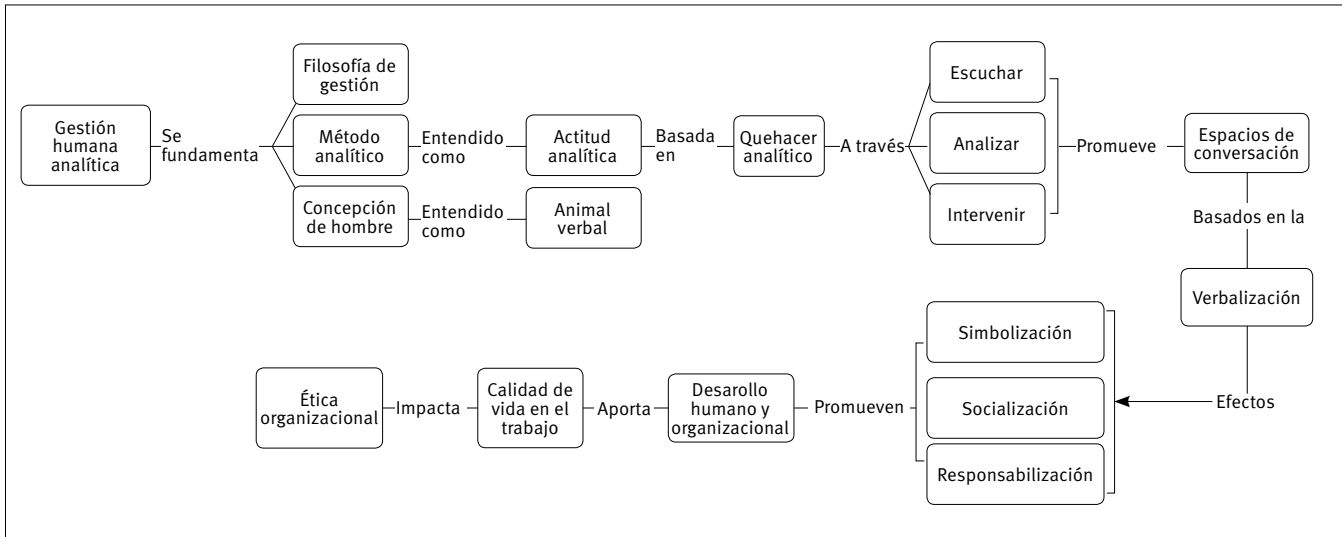 Gestión
humana
analítica
Se
fundamenta
Filosofía de
gestión
Método
analítico
Concepción
de hombre
Entendido
como
Entendido
como
Actitud
analítica
Animal
verbal
Basada
en
Quehacer
analítico
A través
Escuchar
Analizar
Intervenir
Promueve
Espacios de
conversación
Basados en la
Verbalización
Efectos
Simbolización
Socialización
Responsabilización
Promueven
Desarollo
humano y
organizacional
Aporta
Calidad de
vida en el
trabajo
Impacta
Ética
organizacional